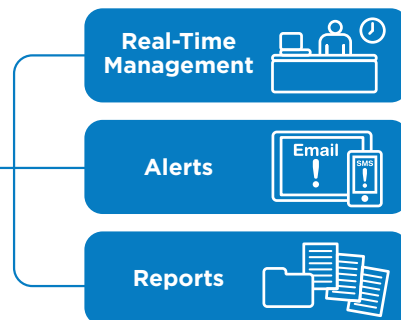 Real-Time
Management
Alerts
Email
!
SMS
!
Reports